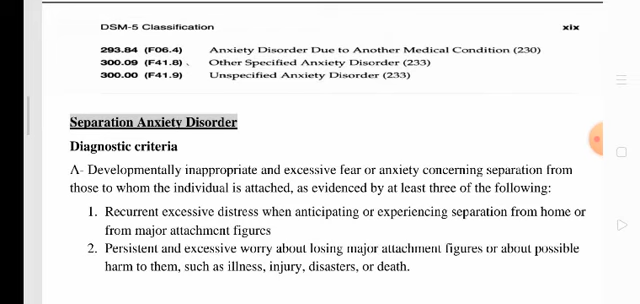 DSM-5 Classification xix
293.84 (F06.4) Anxiety Disorder Due to Another Medical Condition (230)
300.09 (F41.8) Other Specified Anxiety Disorder (233)
300.00 (F41.9) Unspecified Anxiety Disorder (233)
Separation Anxiety Disorder
Diagnostic criteria
A- Developmentally inappropriate and excessive fear or anxiety concerning separation from
those to whom the individual is attached, as evidenced by at least three of the following:
1. Recurrent excessive distress when anticipating or experiencing separation from home or
from major attachment figures
2. Persistent and excessive worry about losing major attachment figures or about possible
harm to them, such as illness, injury, disasters, or death.